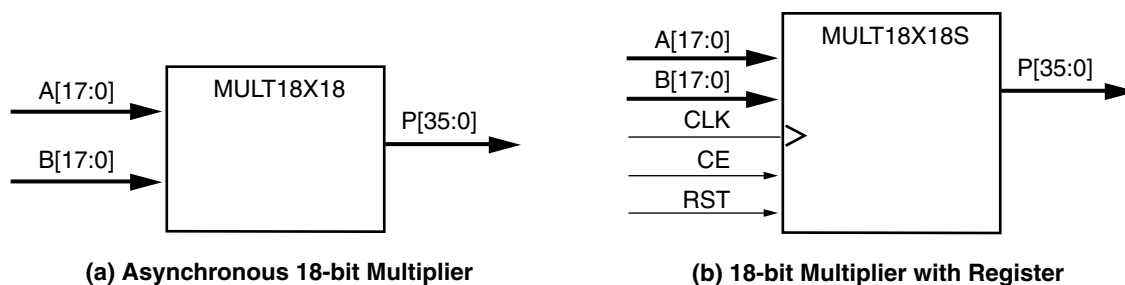 MULT18X18
A[17:0]
B[17:0]
P[35:0]
(a) Asynchronous 18-bit Multiplier
MULT18X18S
A[17:0]
B[17:0]
CLK
CE
RST
P[35:0]
(b) 18-bit Multiplier with Register